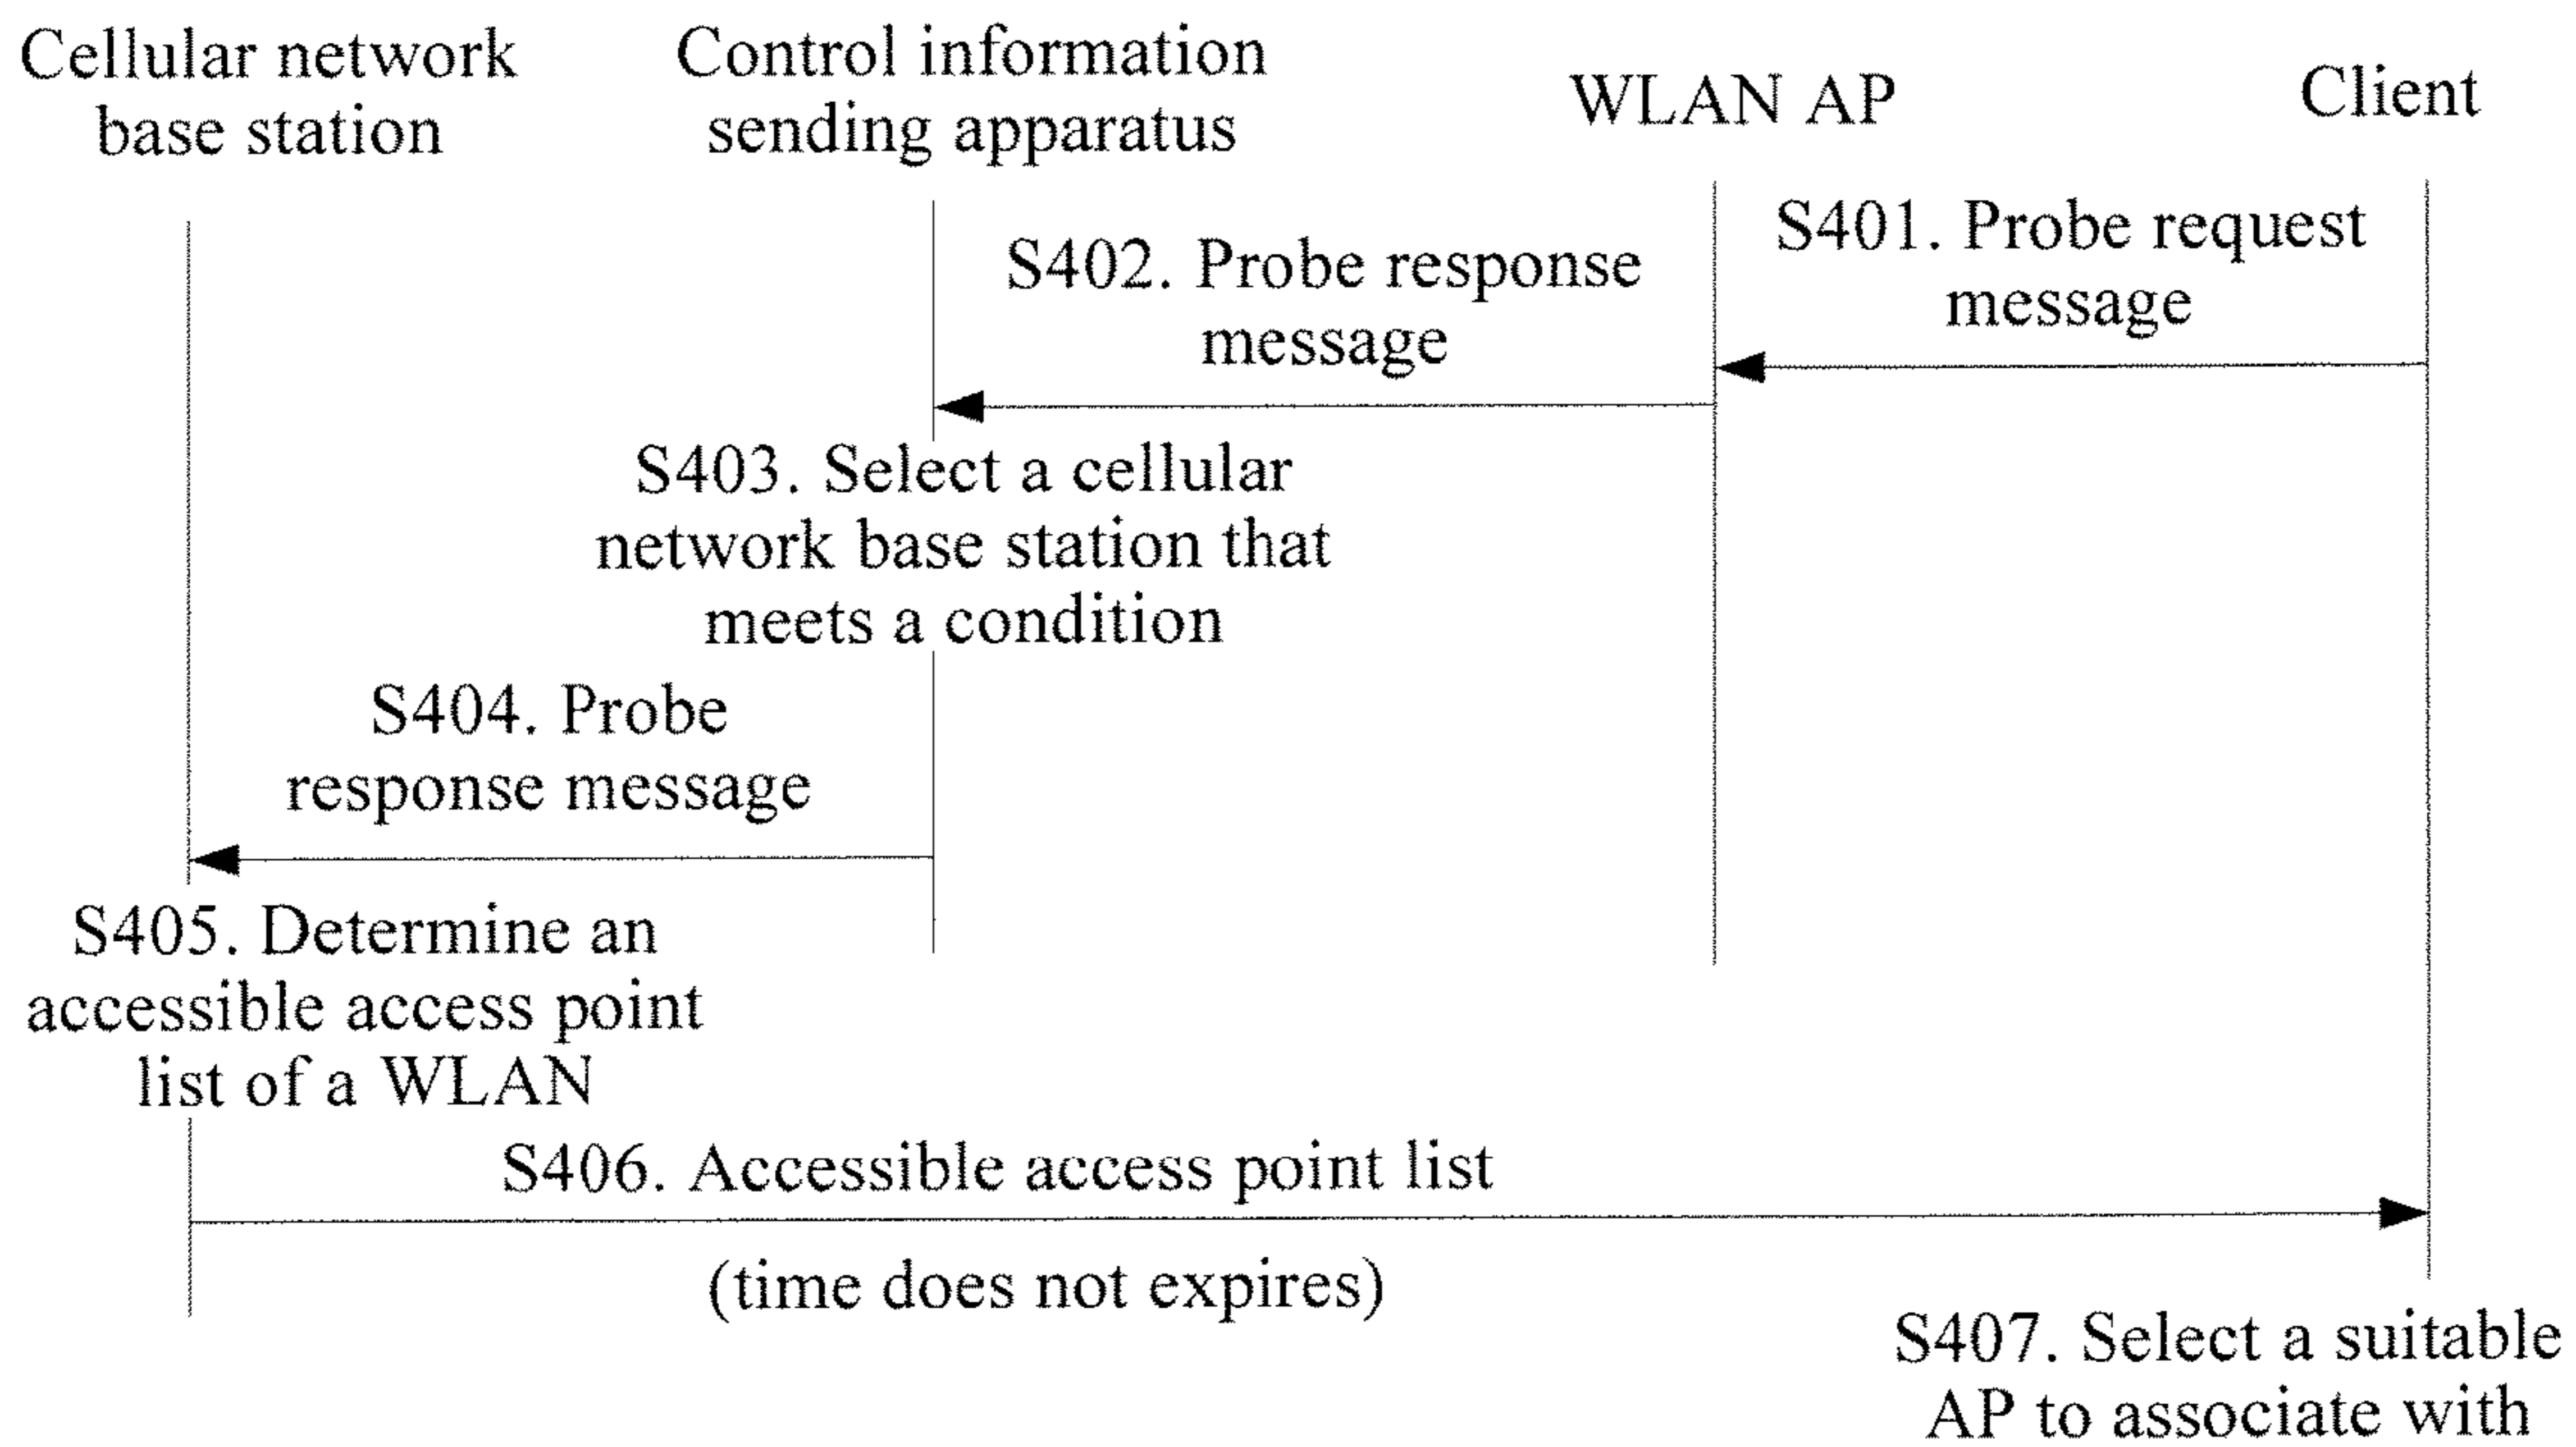 Cellular network
base station
Control information
sending apparatus
WLAN AP
Client
S401. Probe request
message
S402. Probe response
message
S403. Select a cellular
network base station that
meets a condition
S404. Probe
response message
S405. Determine an
accessible access point
list of a WLAN
S406. Accessible access point list
(time does not expires)
S407. Select a suitable
AP to associate with